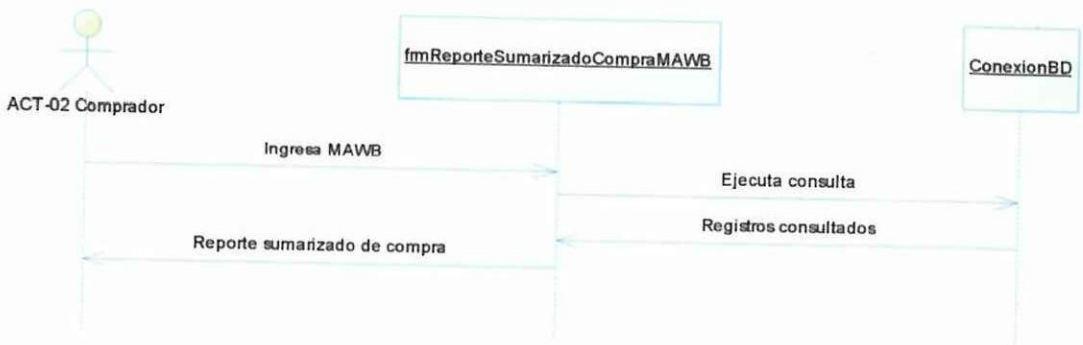 frmReporteSumarizadoCompraMAWB
ConexionBD
ACT-02 Comprador
Ingresa MAWB
Ejecuta consulta
Registros consultados
Reporte sumarizado de compra